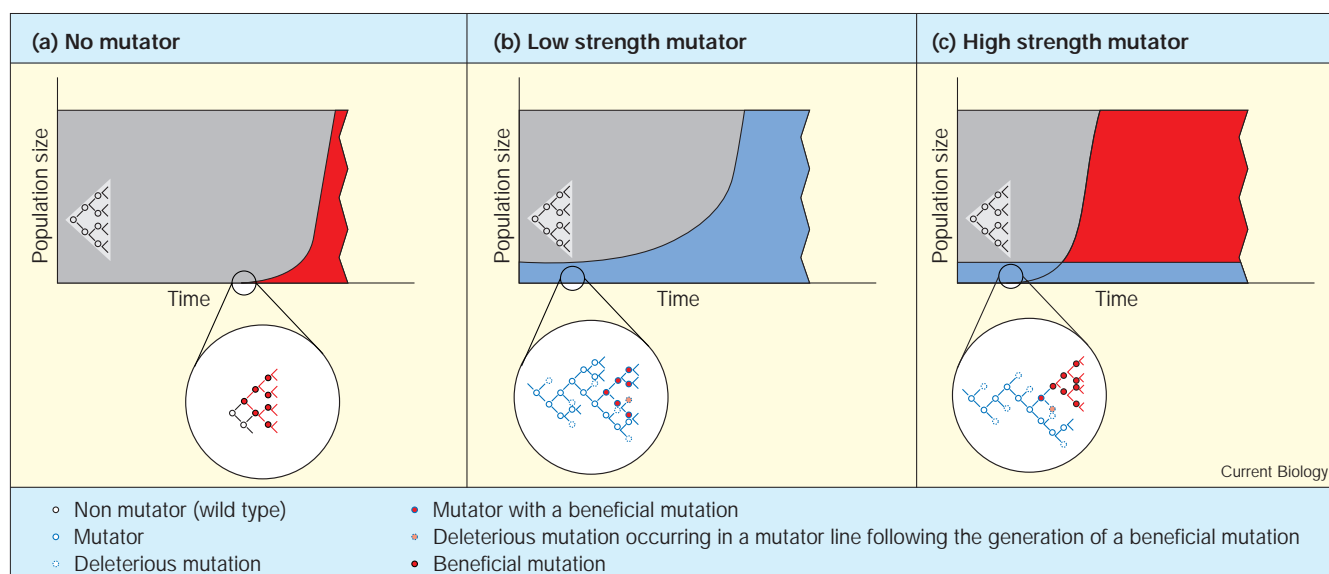 (a) No mutator
(b) Low strength mutator
(c) High strength mutator
Population size
Time
Population size
Time
Population size
Time
Current Biology
Non mutator (wild type)
Mutator
Deleterious mutation
Mutator with a beneficial mutation
Deleterious mutation occurring in a mutator line following the generation of a beneficial mutation
Beneficial mutation